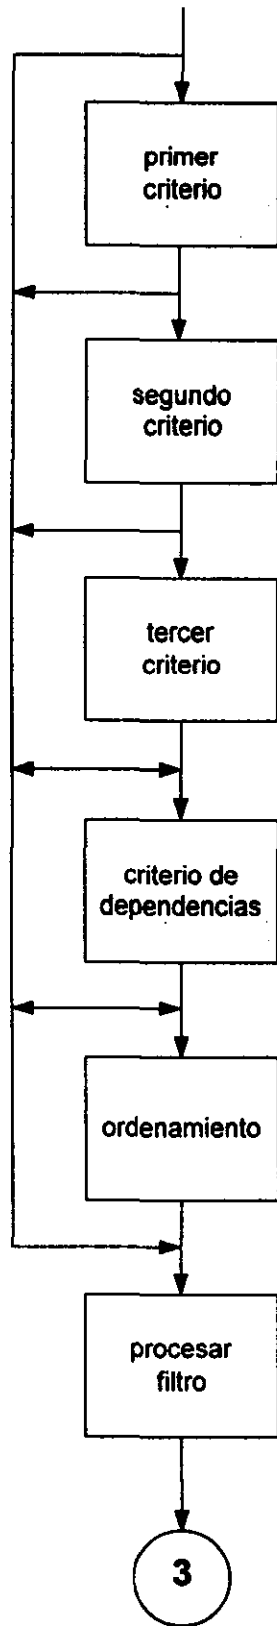 primer
criterio
segundo
criterio
tercer
criterio
criterio de
dependencias
ordenamiento
procesar
filtro
3